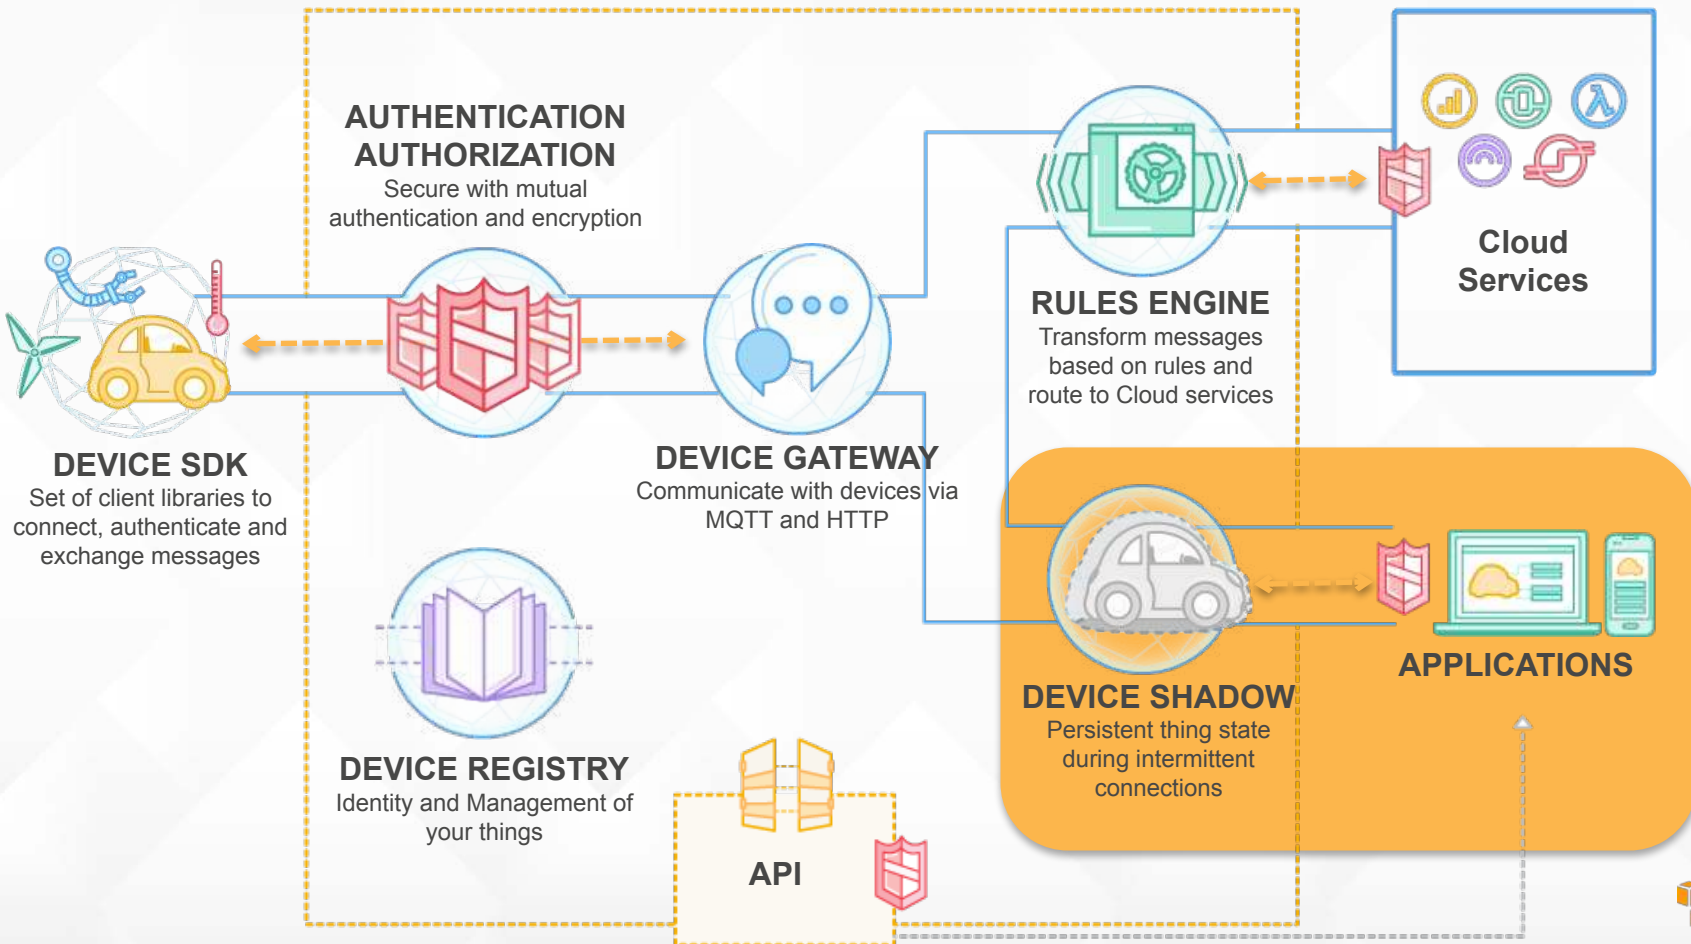 AUTHENTICATION
AUTHORIZATION
Secure with mutual
authentication and encryption
DEVICE SDK
Set of client libraries to
connect, authenticate and
exchange messages
DEVICE GATEWAY
Communicate with devices via
MQTT and HTTP
RULES ENGINE
Transform messages
based on rules and
route to Cloud services
Cloud
Services
DEVICE SHADOW
Persistent thing state
during intermittent
connections
APPLICATIONS
DEVICE REGISTRY
Identity and Management of
your things
API